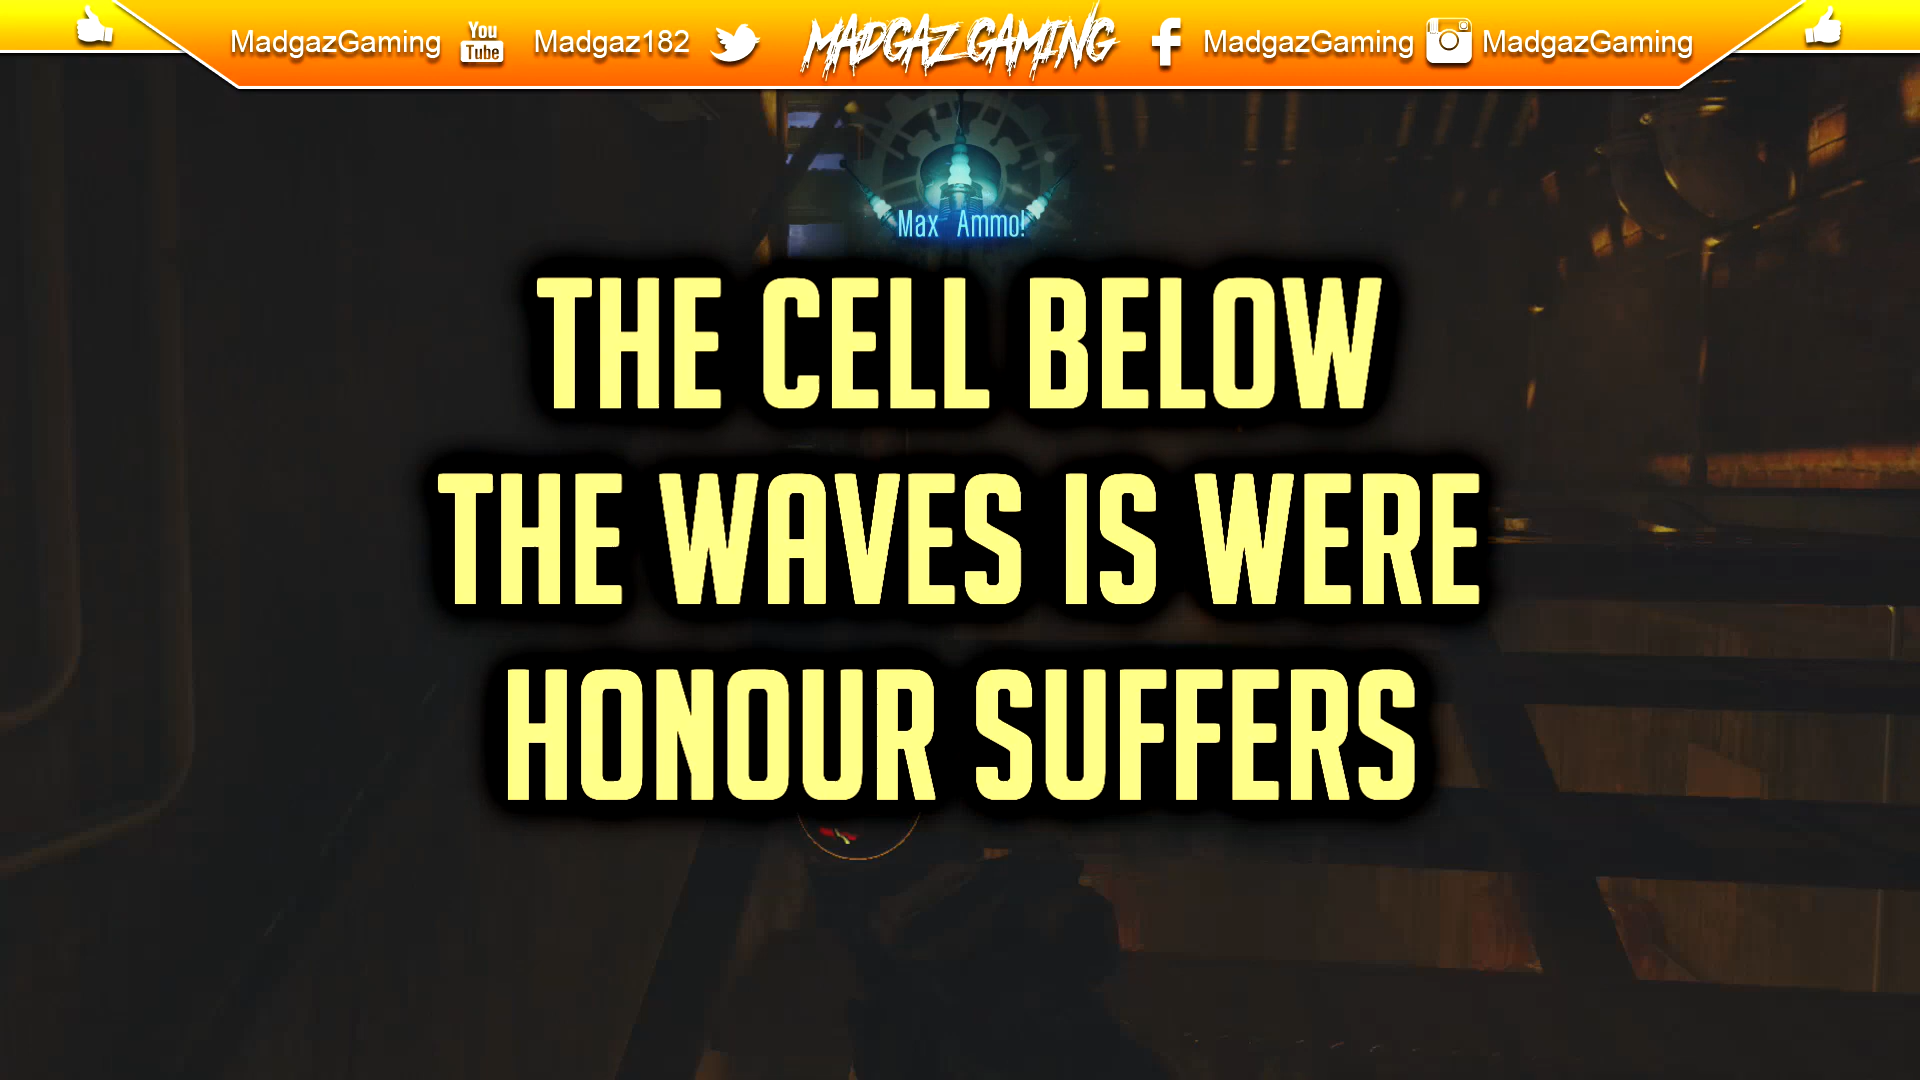 MadgazGaming You Tube Madgaz182 MADGAZ GAMING MadgazGaming MadgazGaming
Max Ammo!
THE CELL BELOW
THE WAVES IS WERE
HONOUR SUFFERS